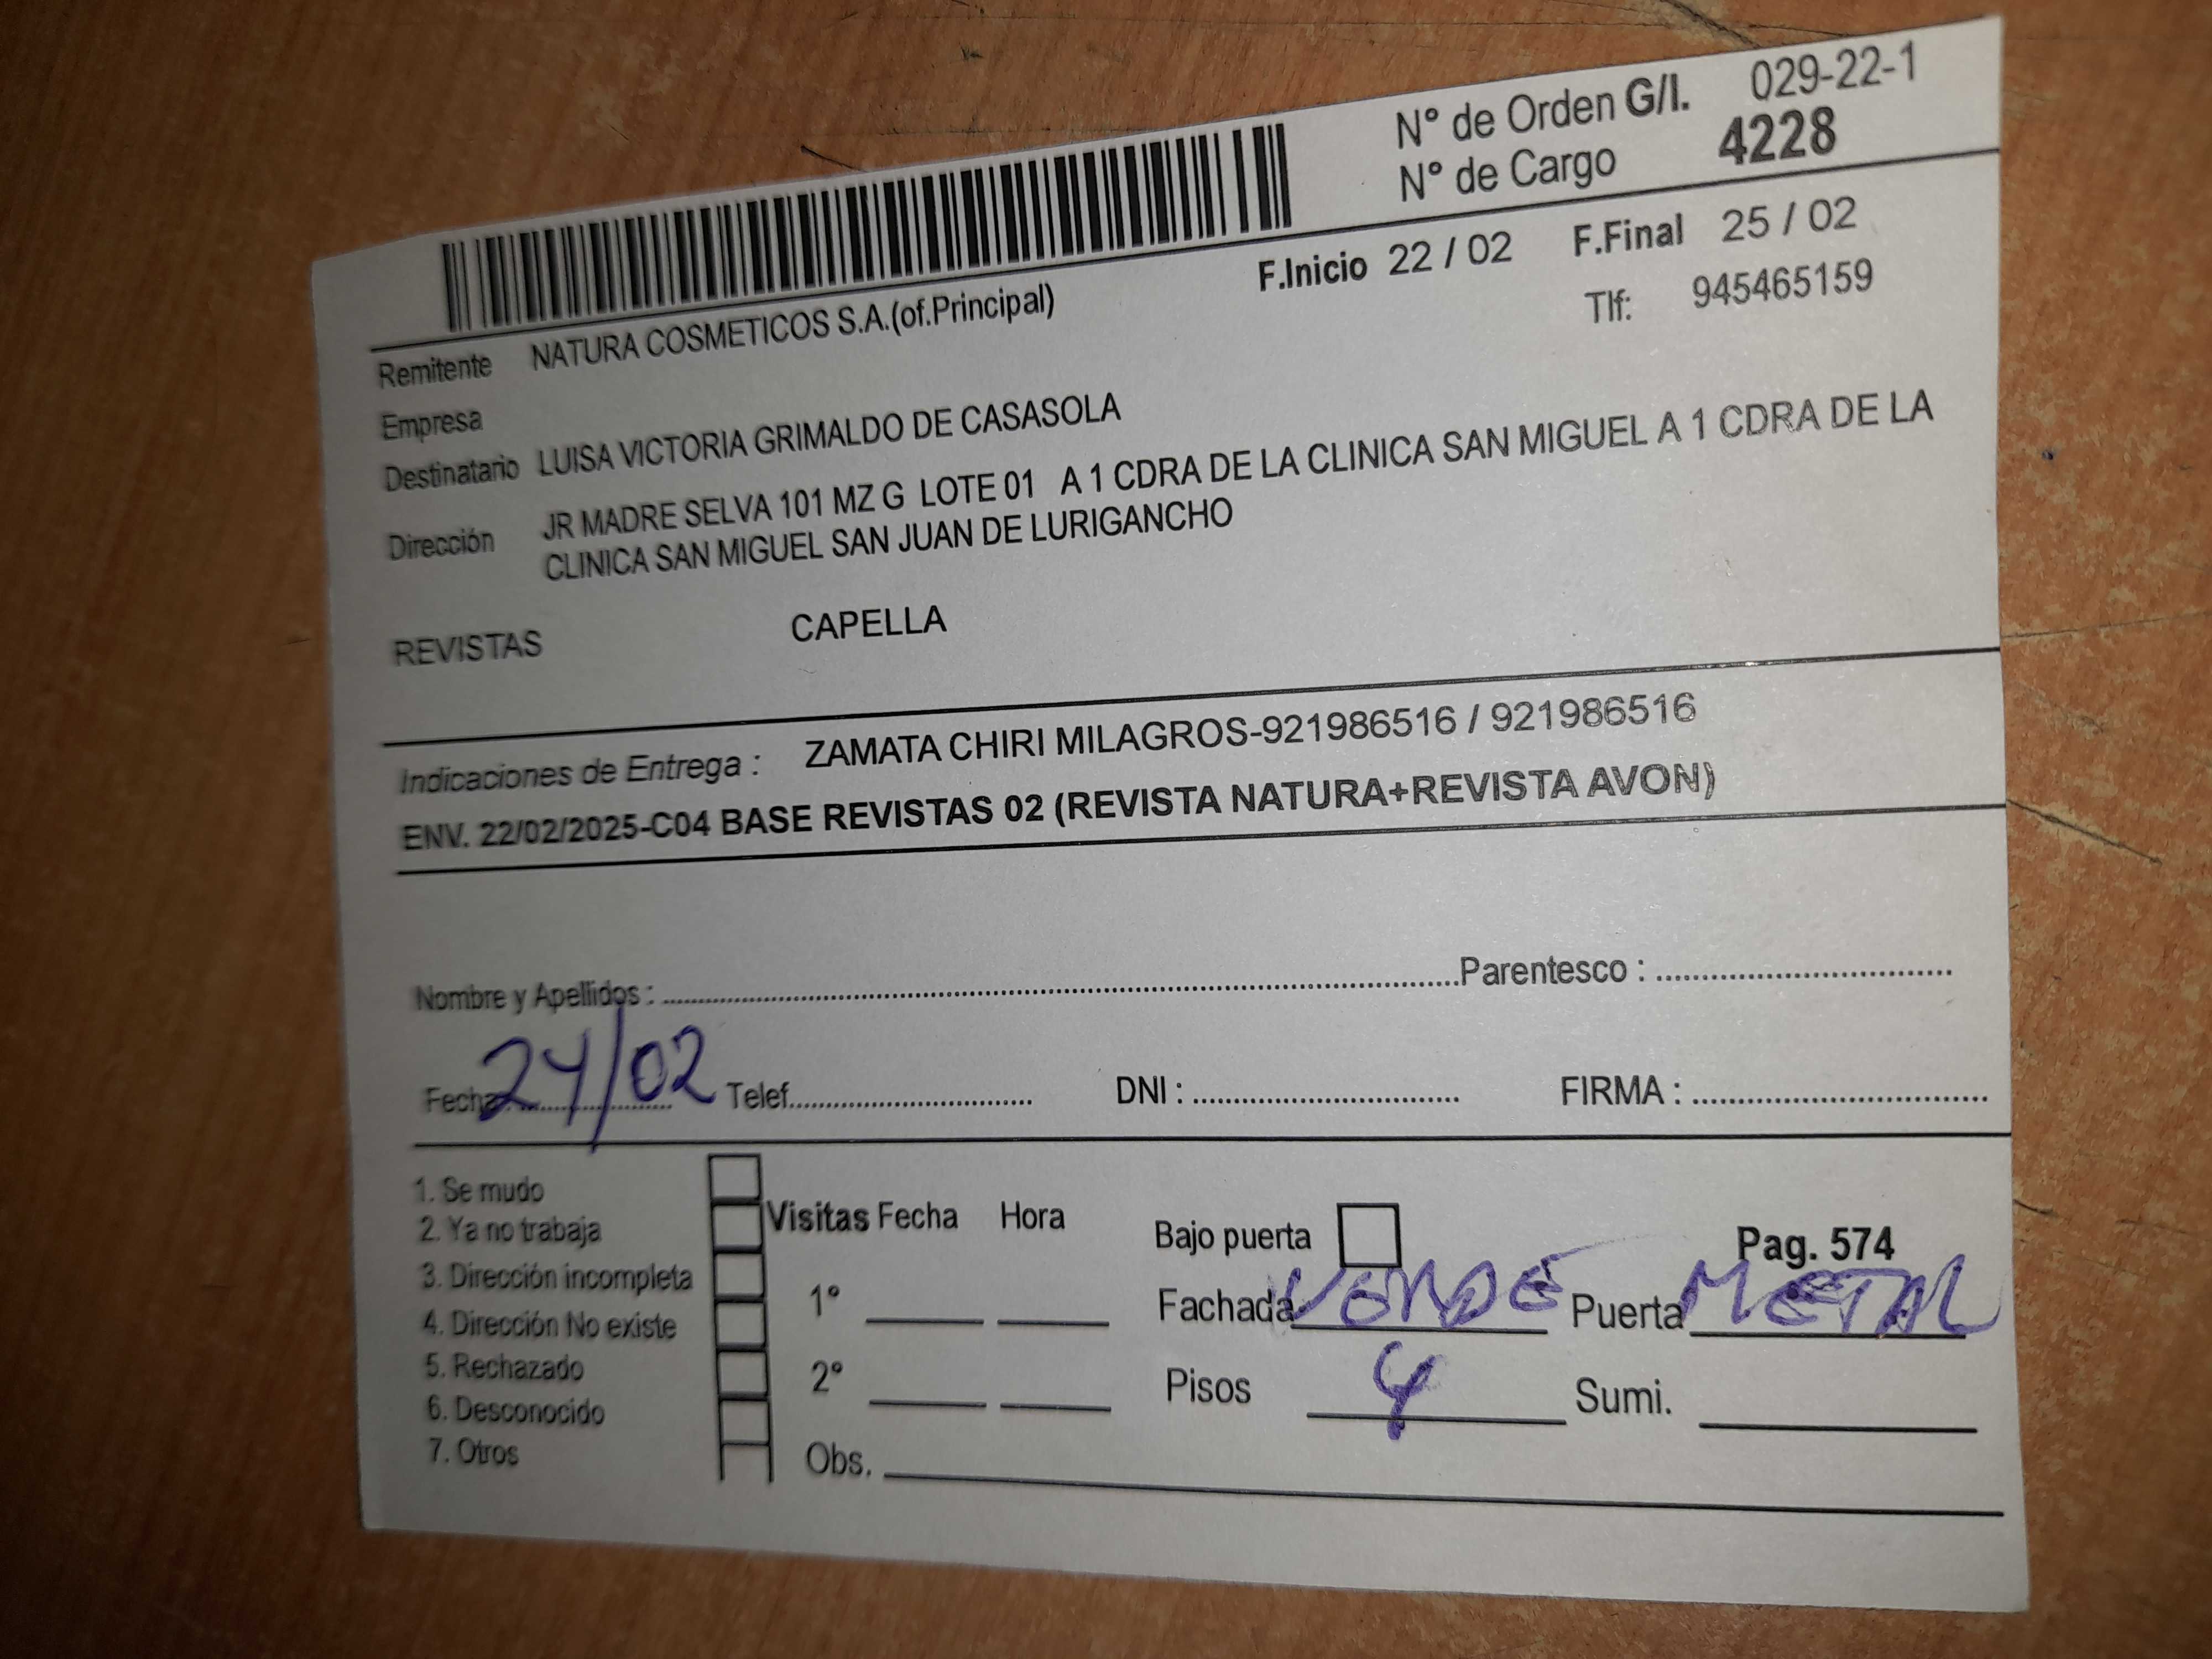 N° de Orden G/I. 029-22-1
N° de Cargo 4228
F.Inicio 22 / 02 F.Final 25 / 02
Tlf: 945465159
Remitente NATURA COSMETICOS S.A.(of.Principal)
Empresa
Destinatario LUISA VICTORIA GRIMALDO DE CASASOLA
Dirección JR MADRE SELVA 101 MZ G LOTE 01 A 1 CDRA DE LA CLINICA SAN MIGUEL A 1 CDRA DE LA
CLINICA SAN MIGUEL SAN JUAN DE LURIGANCHO
REVISTAS CAPELLA
Indicaciones de Entrega : ZAMATA CHIRI MILAGROS-921986516 / 921986516
ENV. 22/02/2025-C04 BASE REVISTAS 02 (REVISTA NATURA+REVISTA AVON)
Nombre y Apellidos : Parentesco :
Fecha : 24/02 Telef. DNI : FIRMA :
1. Se mudo
2. Ya no trabaja
3. Dirección incompleta
4. Dirección No existe
5. Rechazado
6. Desconocido
7. Otros
Visitas Fecha Hora
1°
2°
Obs.
Bajo puerta Pag. 574
Fachada VERDE Puerta METAL
Pisos 4 Sumi.